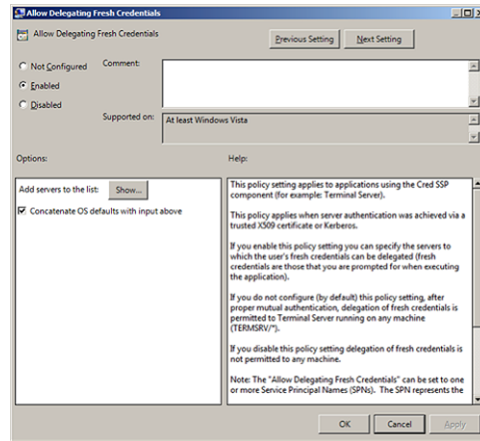 Allow Delegating Fresh Credentials
Allow Delegating Fresh Credentials
Previous Setting
Next Setting
Not Configured
Comment:
Enabled
Disabled
Supported on:
At least Windows Vista
Options:
Help:
Add servers to the list:
Show...
Concatenate OS defaults with input above
This policy setting applies to applications using the Cred SSP
component (for example: Terminal Server).
This policy applies when server authentication was achieved via a
trusted X509 certificate or Kerberos.
If you enable this policy setting you can specify the servers to
which the user's fresh credentials can be delegated (fresh
credentials are those that you are prompted for when executing
the application).
If you do not configure (by default) this policy setting, after
proper mutual authentication, delegation of fresh credentials is
permitted to Terminal Server running on any machine
(TERMSRV/*).
If you disable this policy setting delegation of fresh credentials is
not permitted to any machine.
Note: The "Allow Delegating Fresh Credentials" can be set to one
or more Service Principal Names (SPNs). The SPN represents the
OK
Cancel
Apply